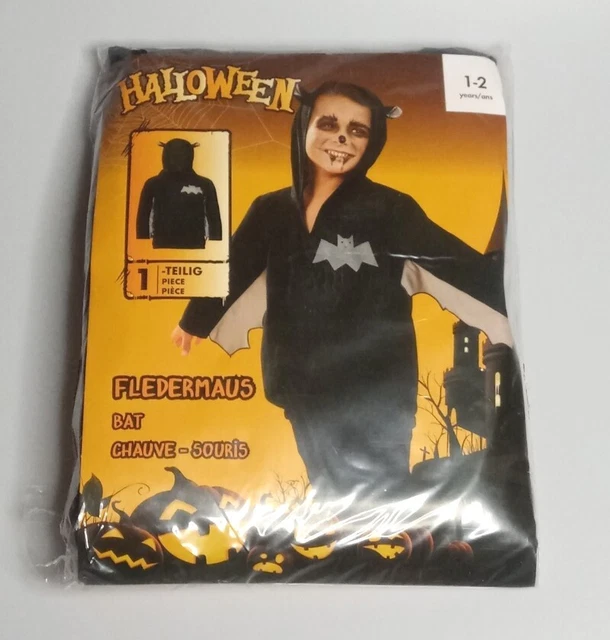 HALLOWEEN
1-2
years/ans
1 -TEILIG
PIECE
PIÈCE
FLEDERMAUS
BAT
CHAUVE - SOURIS